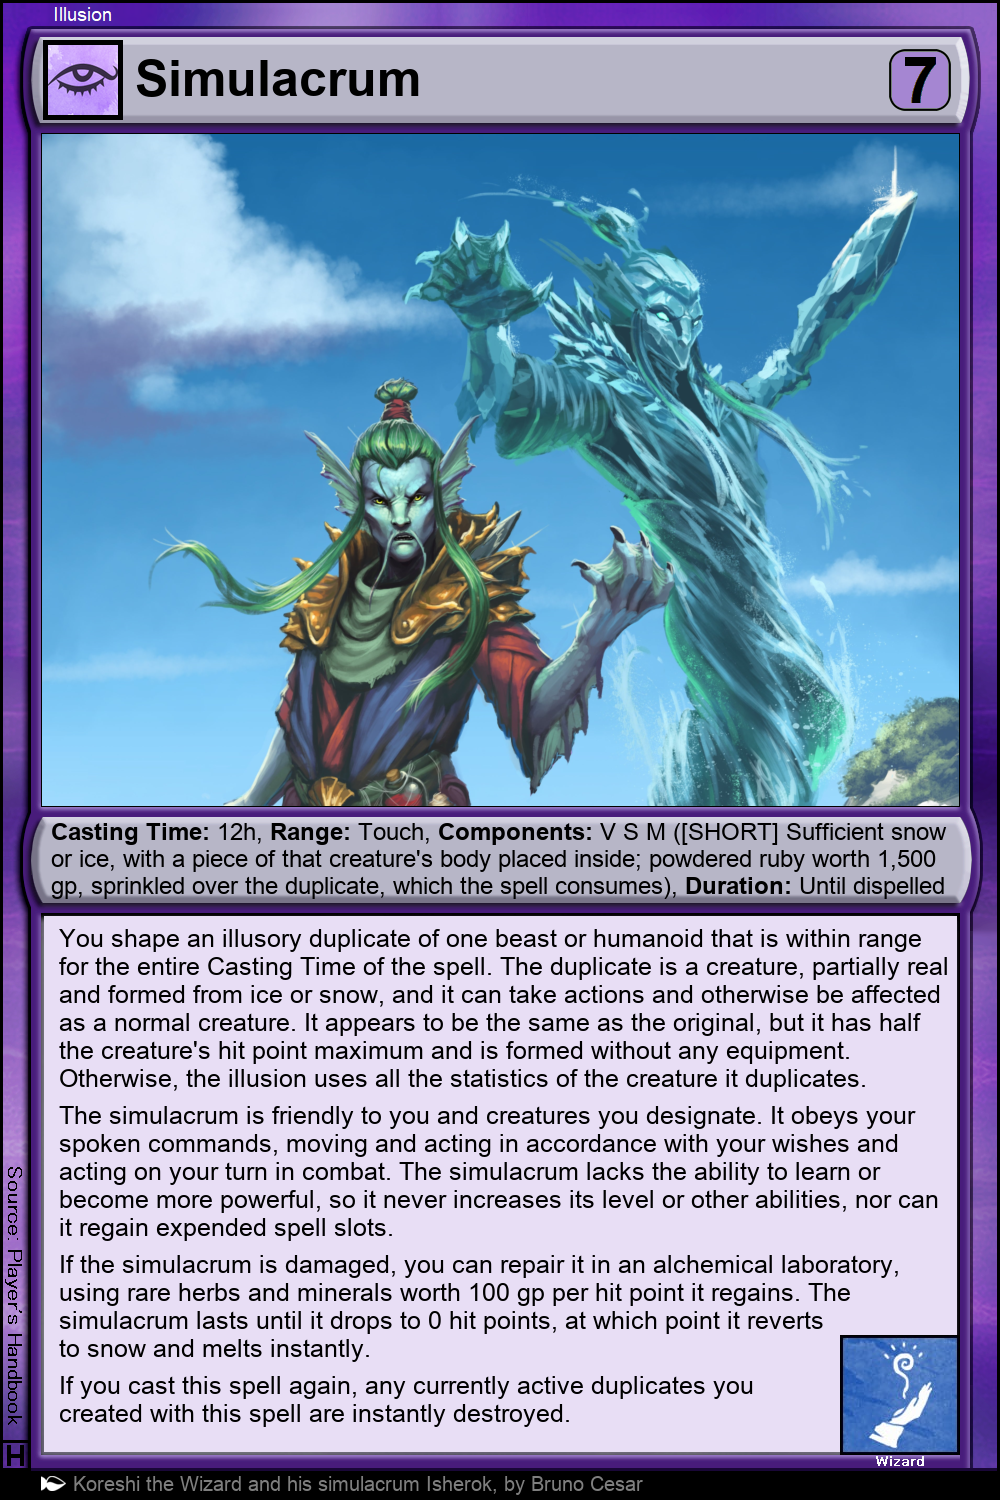 Illusion
Simulacrum
7
Casting Time: 12h, Range: Touch, Components: V S M ([SHORT] Sufficient snow
or ice, with a piece of that creature's body placed inside; powdered ruby worth 1,500
gp, sprinkled over the duplicate, which the spell consumes), Duration: Until dispelled
You shape an illusory duplicate of one beast or humanoid that is within range
for the entire Casting Time of the spell. The duplicate is a creature, partially real
and formed from ice or snow, and it can take actions and otherwise be affected
as a normal creature. It appears to be the same as the original, but it has half
the creature's hit point maximum and is formed without any equipment.
Otherwise, the illusion uses all the statistics of the creature it duplicates.
The simulacrum is friendly to you and creatures you designate. It obeys your
spoken commands, moving and acting in accordance with your wishes and
acting on your turn in combat. The simulacrum lacks the ability to learn or
become more powerful, so it never increases its level or other abilities, nor can
it regain expended spell slots.
If the simulacrum is damaged, you can repair it in an alchemical laboratory,
using rare herbs and minerals worth 100 gp per hit point it regains. The
simulacrum lasts until it drops to 0 hit points, at which point it reverts
to snow and melts instantly.
If you cast this spell again, any currently active duplicates you
created with this spell are instantly destroyed.
Wizard
Source: Player's Handbook
H
Koreshi the Wizard and his simulacrum Isherok, by Bruno Cesar